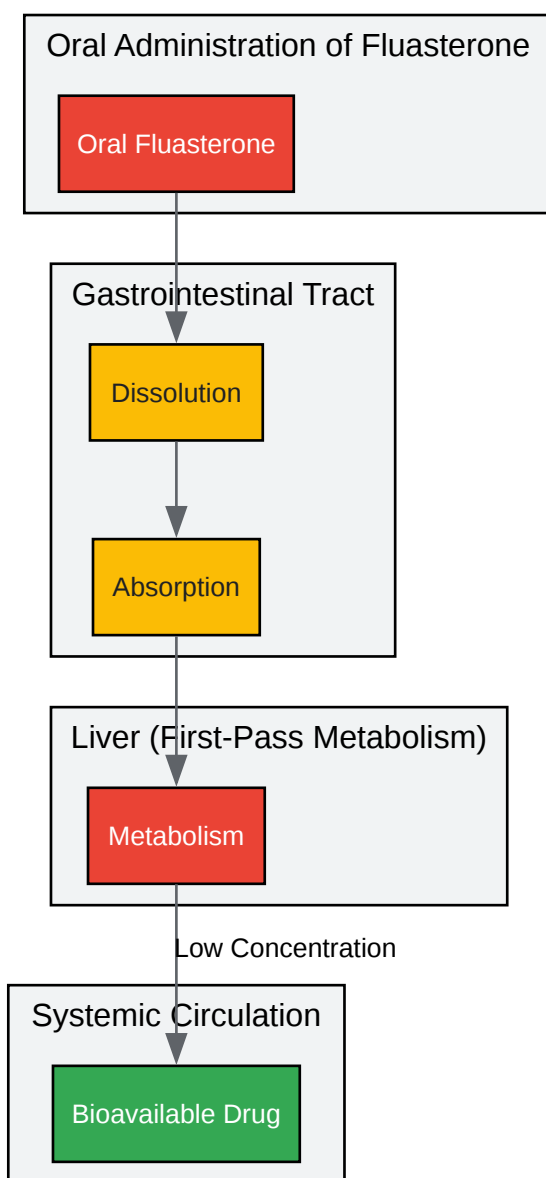 Oral Administration of Fluasterone
Oral Fluasterone
Gastrointestinal Tract
Dissolution
Absorption
Liver (First-Pass Metabolism)
Metabolism
Low Concentration
Systemic Circulation
Bioavailable Drug